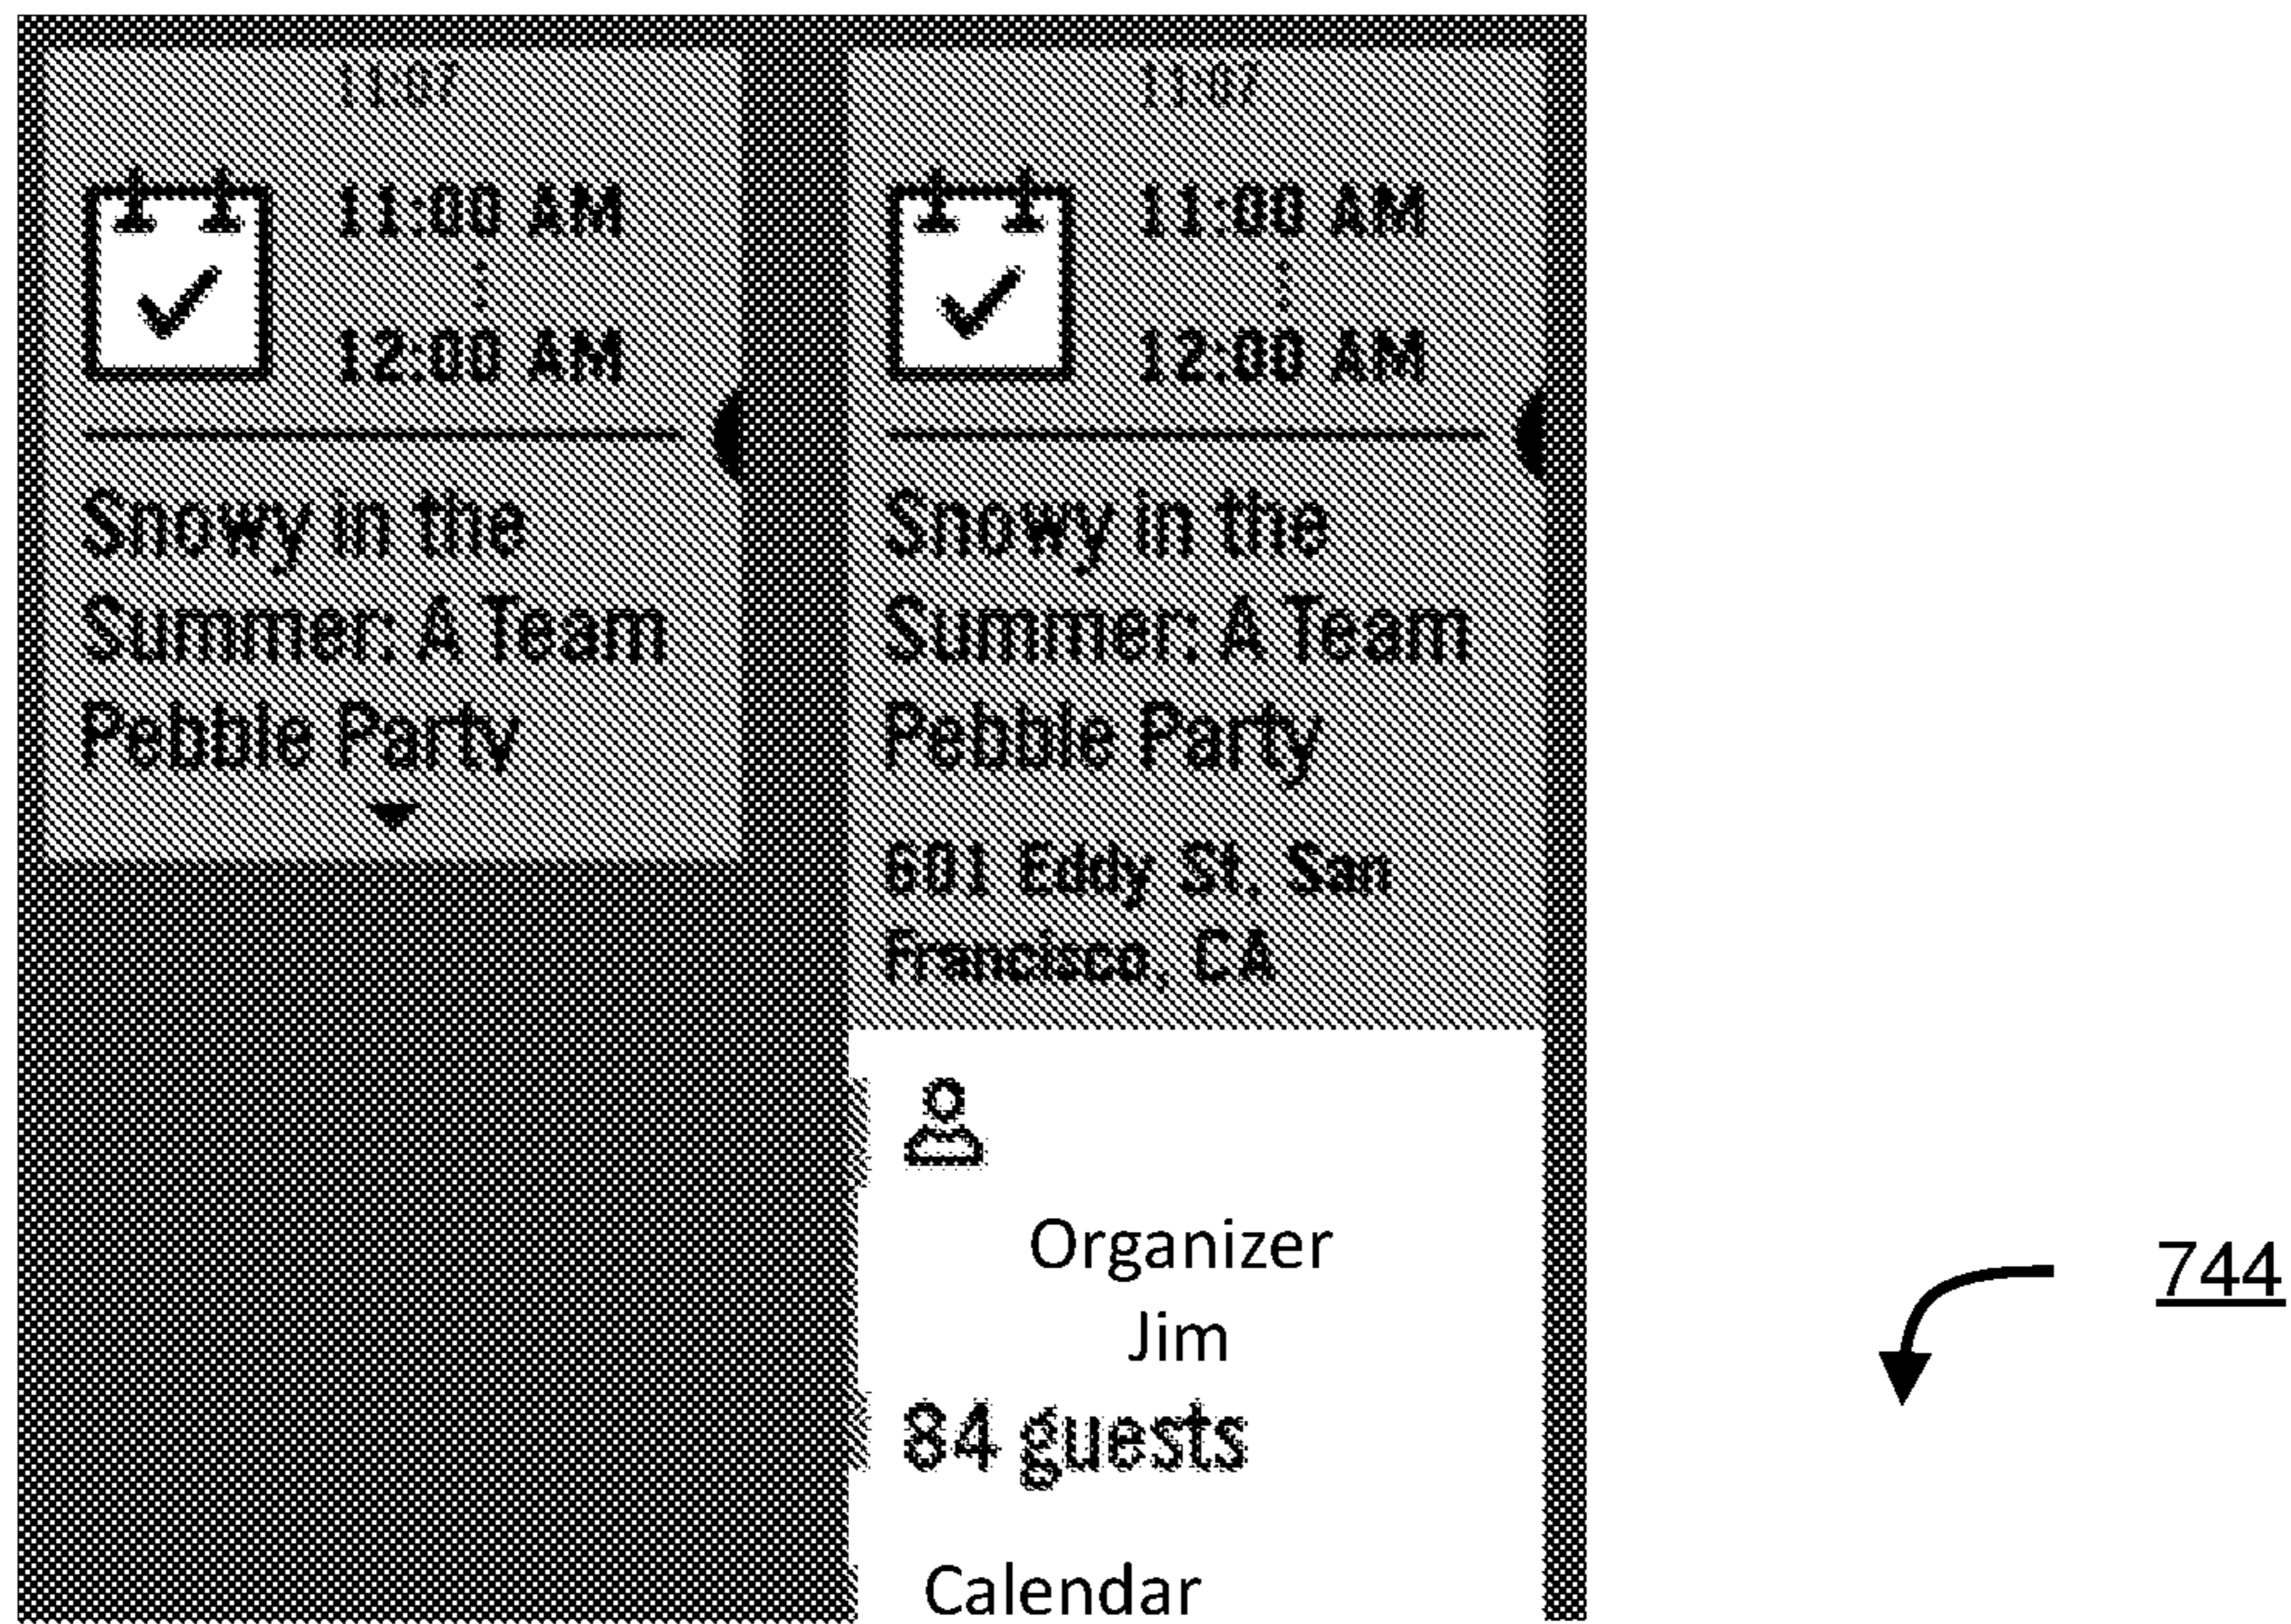 11:07
11:00 AM
12:00 AM
Snowy in the
Summer: A Team
Pebble Party
11:07
11:00 AM
12:00 AM
Snowy in the
Summer: A Team
Pebble Party
601 Eddy St, San
Francisco, CA
Organizer
Jim
84 guests
Calendar
744